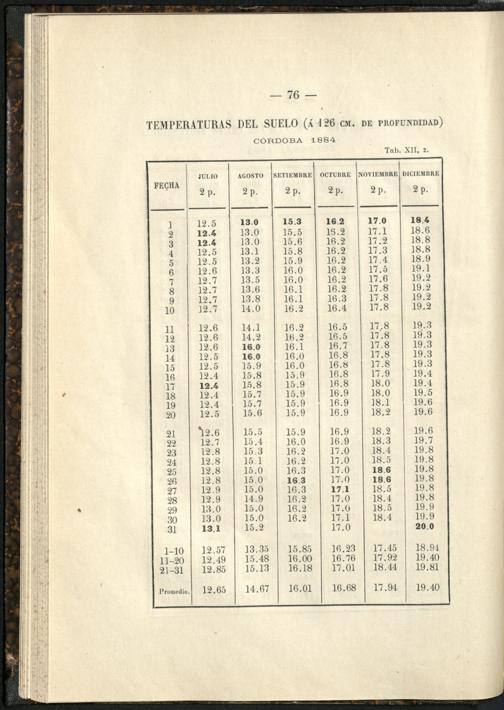 — 76 —
TEMPERATURAS DEL SUELO (Á 126 CM. DE PROFUNDIDAD)
CÓRDOBA 1884
Tab. XII, 2.
FECHA JULIO AGOSTO SETIEMBRE OCTUBRE NOVIEMBRE DICIEMBRE
2 p. 2 p. 2 p. 2 p. 2 p. 2 p.
1 12.5 13.0 15.3 16.2 17.0 18.4
2 12.4 13.0 15.5 16.2 17.1 18.6
3 12.4 13.0 15.6 16.2 17.2 18.8
4 12.5 13.1 15.8 16.2 17.3 18.8
5 12.5 13.2 15.9 16.2 17.4 18.9
6 12.6 13.3 16.0 16.2 17.5 19.1
7 12.7 13.5 16.0 16.2 17.6 19.2
8 12.7 13.6 16.1 16.2 17.8 19.2
9 12.7 13.8 16.1 16.3 17.8 19.2
10 12.7 14.0 16.2 16.4 17.8 19.2
11 12.6 14.1 16.2 16.5 17.8 19.3
12 12.6 14.2 16.2 16.5 17.8 19.3
13 12.6 16.0 16.1 16.7 17.8 19.3
14 12.5 16.0 16.0 16.8 17.8 19.3
15 12.5 15.9 16.0 16.8 17.8 19.3
16 12.4 15.8 15.9 16.8 17.9 19.4
17 12.4 15.8 15.9 16.8 18.0 19.4
18 12.4 15.7 15.9 16.9 18.0 19.5
19 12.4 15.7 15.9 16.9 18.1 19.6
20 12.5 15.6 15.9 16.9 18.2 19.6
21 12.6 15.5 15.9 16.9 18.2 19.6
22 12.7 15.4 16.0 16.9 18.3 19.7
23 12.8 15.3 16.2 17.0 18.4 19.8
24 12.8 15.1 16.2 17.0 18.5 19.8
25 12.8 15.0 16.3 17.0 18.6 19.8
26 12.8 15.0 16.3 17.0 18.6 19.8
27 12.9 15.0 16.3 17.1 18.5 19.8
28 12.9 14.9 16.2 17.0 18.4 19.8
29 13.0 15.0 16.2 17.0 18.5 19.9
30 13.0 15.0 16.2 17.1 18.4 19.9
31 13.1 15.2 17.0 20.0
1–10 12.57 13.35 15.85 16.23 17.45 18.94
11–20 12.49 15.48 16.00 16.76 17.92 19.40
21–31 12.85 15.13 16.18 17.01 18.44 19.81
Promedio. 12.65 14.67 16.01 16.68 17.94 19.40